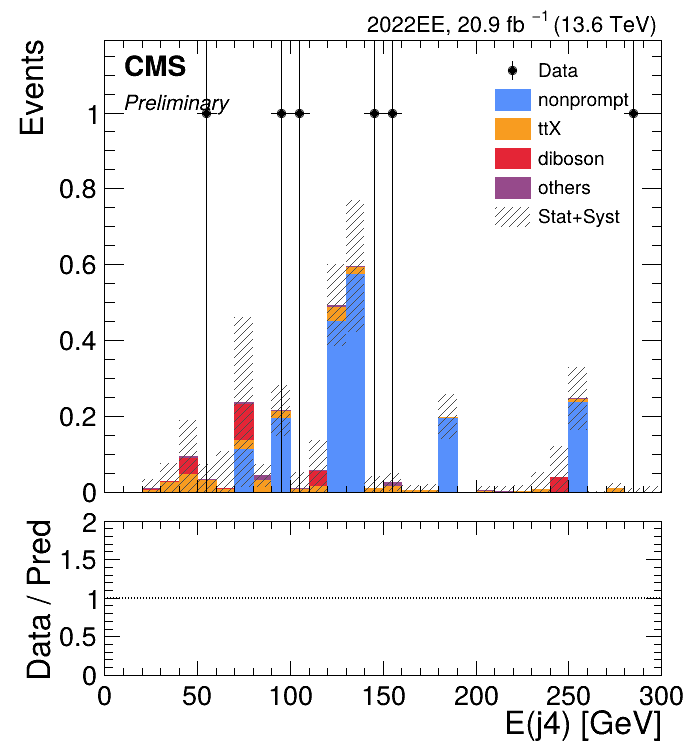 2022EE, 20.9 fb⁻¹ (13.6 TeV)
CMS
Preliminary
Events
Data
nonprompt
ttX
diboson
others
Stat+Syst
1
0.8
0.6
0.4
0.2
0
Data / Pred
2
1.5
1
0.5
0
0 50 100 150 200 250 300
E(j4) [GeV]